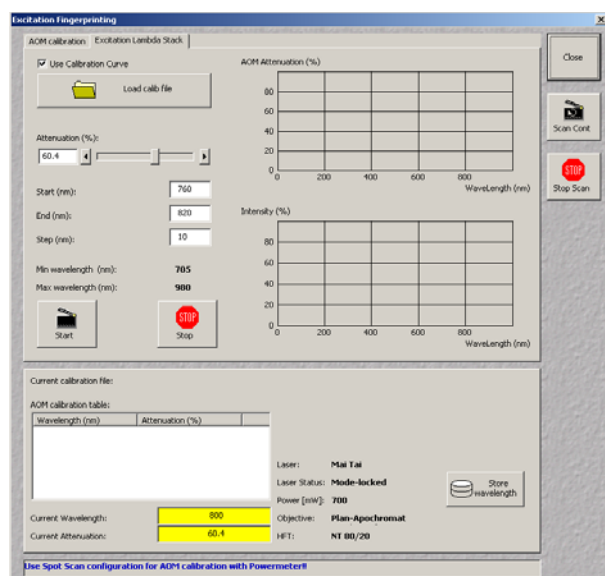 Excitation Fingerprinting
AOM calibration Excitation Lambda Stack
Use Calibration Curve
Load calib file
Attenuation (%):
60.4
Start (nm): 760
End (nm): 820
Step (nm): 10
Min wavelength (nm): 705
Max wavelength (nm): 980
Start
STOP
Stop
AOM Attenuation (%)
80
60
40
20
0
0 200 400 600 800
WaveLength (nm)
Intensity (%)
80
60
40
20
0
0 200 400 600 800
WaveLength (nm)
Close
Scan Cont
STOP
Stop Scan
Current calibration file:
AOM calibration table:
Wavelength (nm) Attenuation (%)
Current Wavelength: 800
Current Attenuation: 60.4
Laser: Mai Tai
Laser Status: Mode-locked
Power [mW]: 700
Objective: Plan-Apochromat
HFT: NT 80/20
Store
wavelength
Use Spot Scan configuration for AOM calibration with Powermeter!!